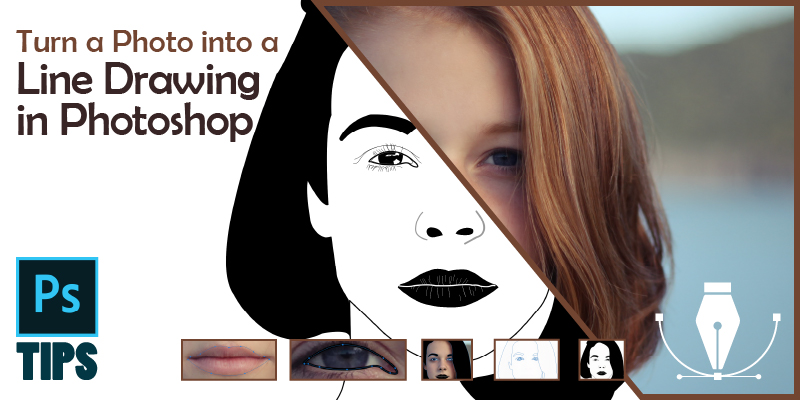 Turn a Photo into a
Line Drawing
in Photoshop
Ps
TIPS